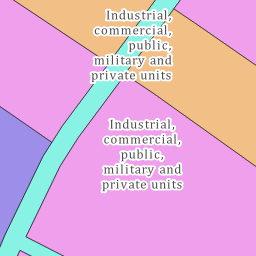 Industrial,
commercial,
public,
military and
private units
Industrial,
commercial,
public,
military and
private units